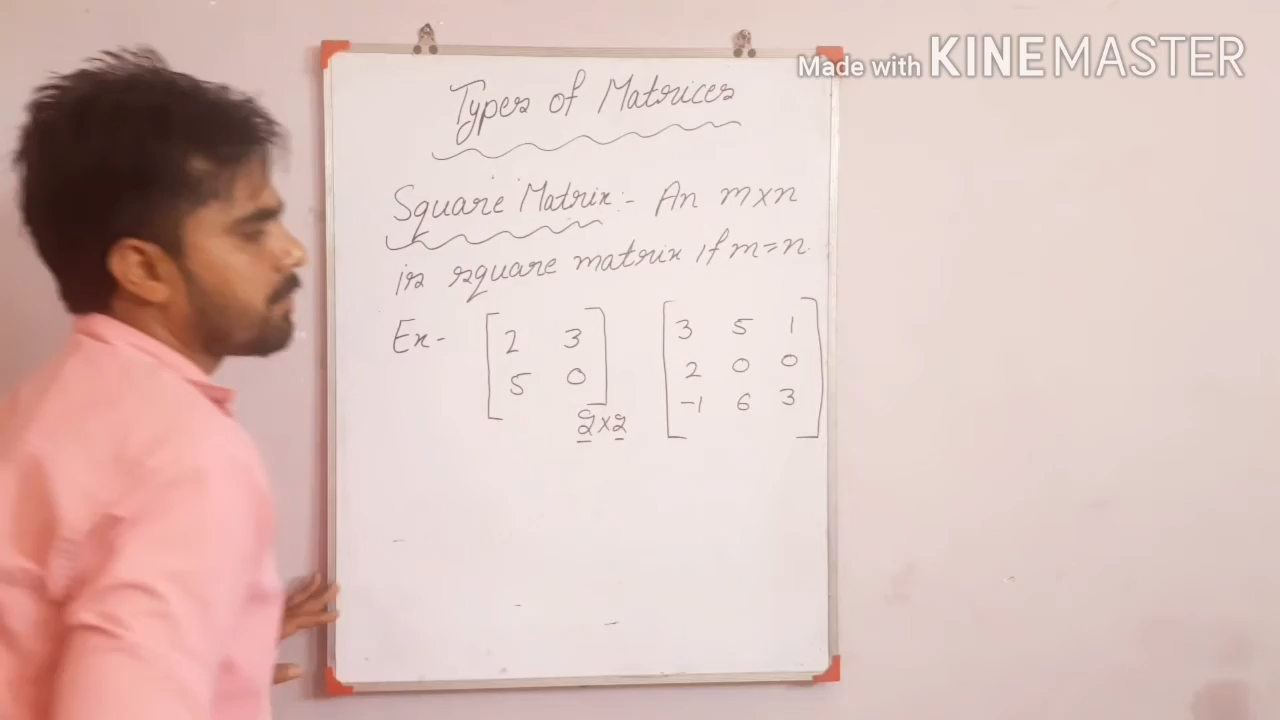 Made with KINEMASTER
Types of Matrices
Square Matrix:- An m×n
is square matrix if m=n.
Ex- [2 3 [3 5 1
5 0] 2 0 0
2×2 -1 6 3]